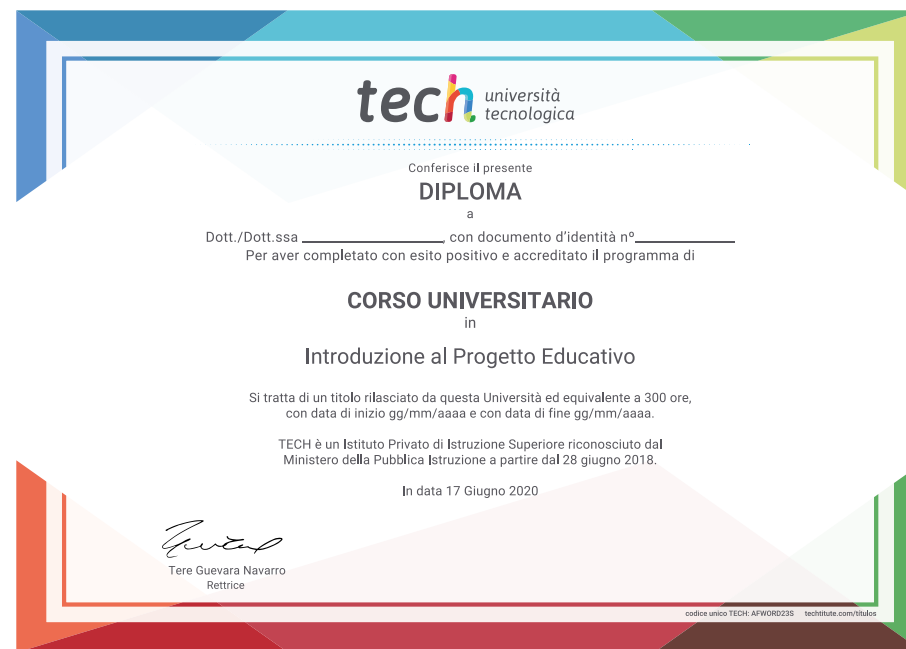 tech università
tecnologica
Conferisce il presente
DIPLOMA
a
Dott./Dott.ssa ____________________, con documento d'identità nº______________
Per aver completato con esito positivo e accreditato il programma di
CORSO UNIVERSITARIO
in
Introduzione al Progetto Educativo
Si tratta di un titolo rilasciato da questa Università ed equivalente a 300 ore,
con data di inizio gg/mm/aaaa e con data di fine gg/mm/aaaa.
TECH è un Istituto Privato di Istruzione Superiore riconosciuto dal
Ministero della Pubblica Istruzione a partire dal 28 giugno 2018.
In data 17 Giugno 2020
Tere Guevara Navarro
Rettrice
codice unico TECH: AFWORD23S techtitute.com/titulos